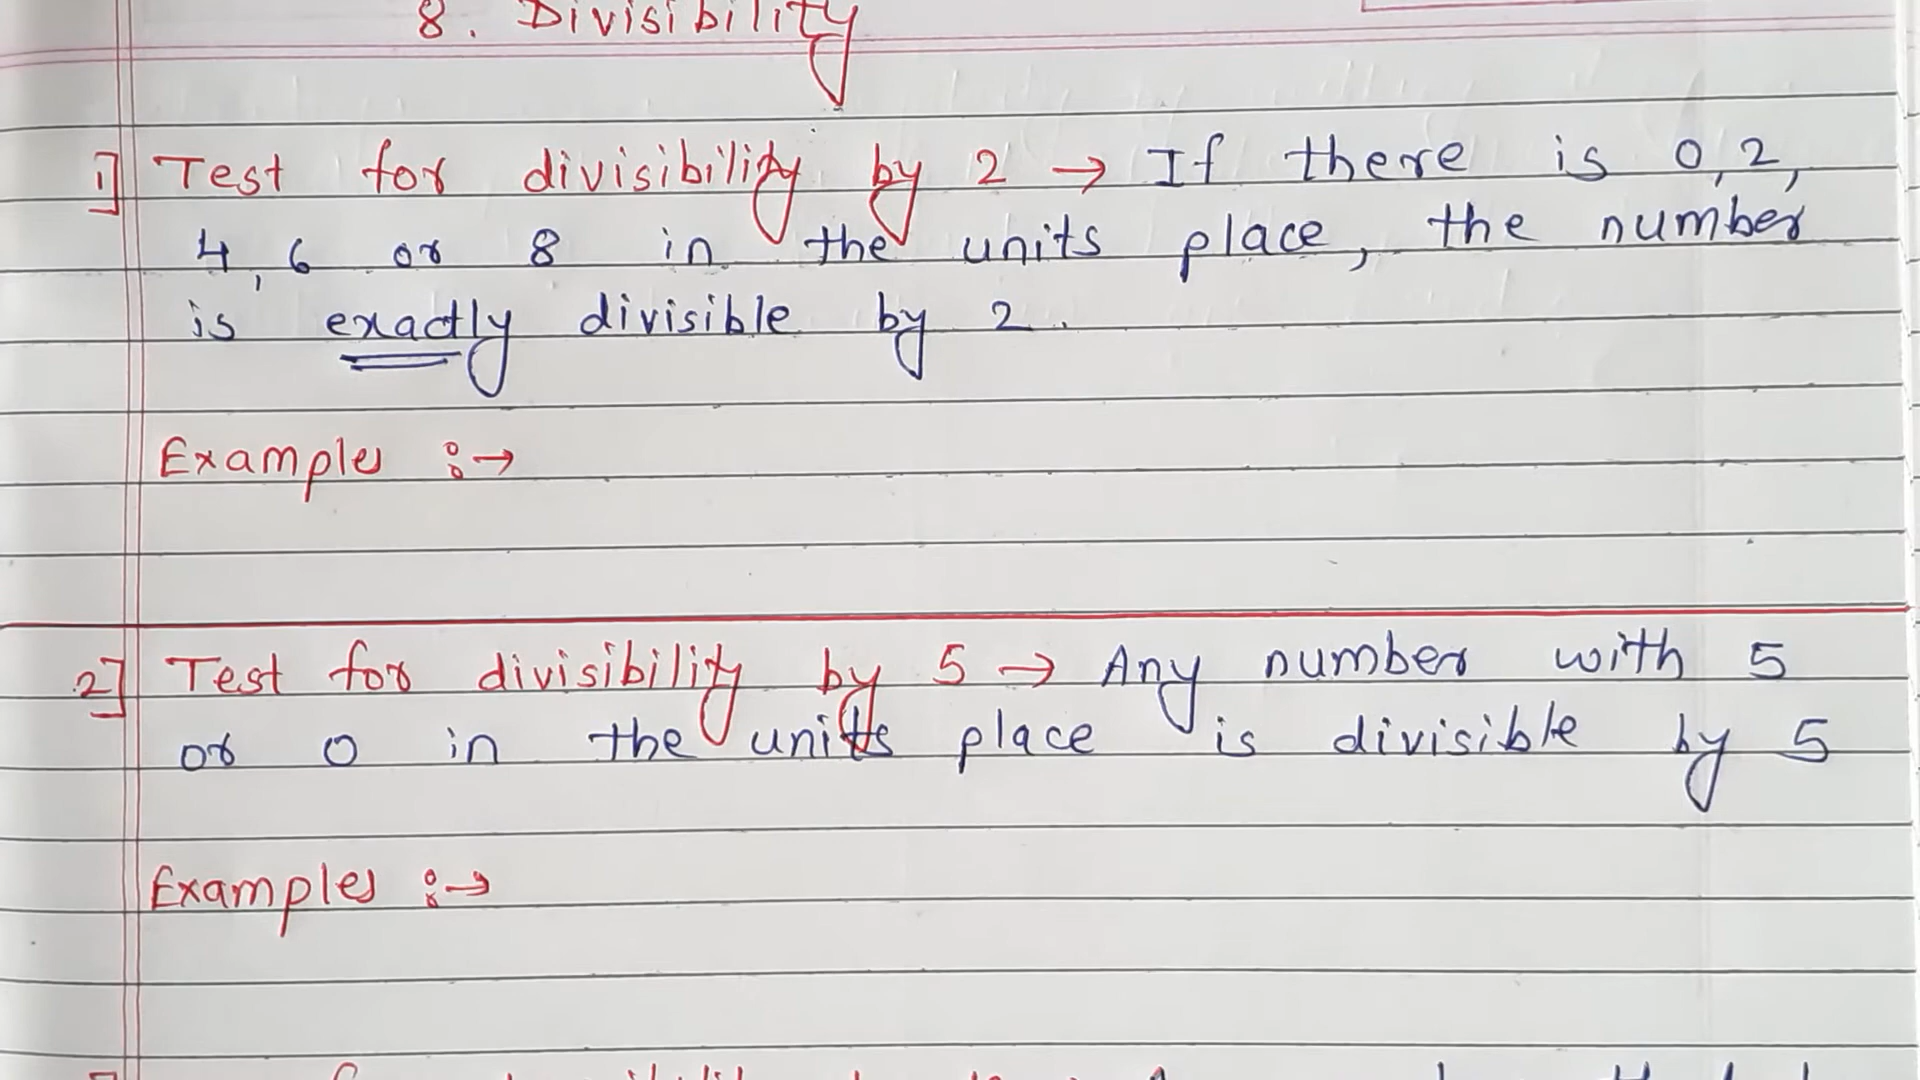 8. Divisibility
1] Test for divisibility by 2 → If there is 0, 2,
4, 6 or 8 in the units place, the number
is exactly divisible by 2.
Examples :→
2] Test for divisibility by 5 → Any number with 5
or 0 in the units place is divisible by 5
Examples :→